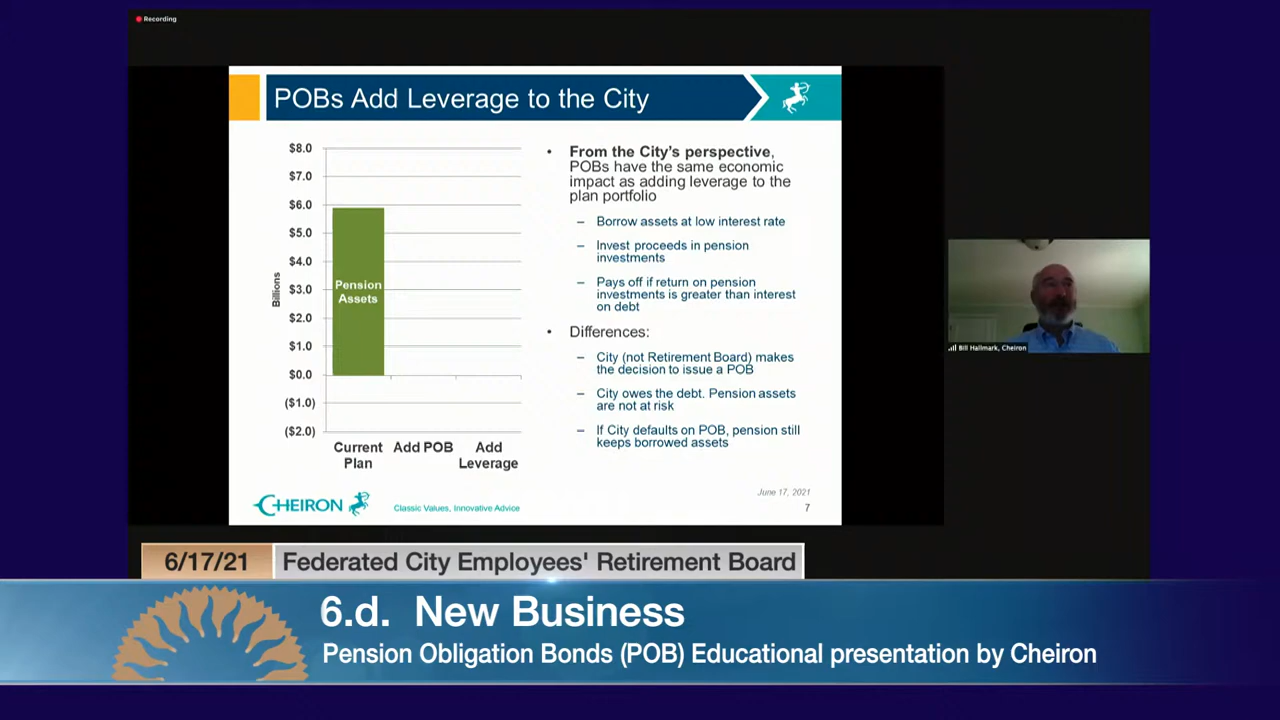 Recording
POBs Add Leverage to the City
$8.0
$7.0
$6.0
$5.0
$4.0
$3.0
$2.0
$1.0
$0.0
($1.0)
($2.0)
Billions
Pension
Assets
Current
Plan
Add POB
Add
Leverage
• From the City's perspective,
POBs have the same economic
impact as adding leverage to the
plan portfolio
– Borrow assets at low interest rate
– Invest proceeds in pension
investments
– Pays off if return on pension
investments is greater than interest
on debt
• Differences:
– City (not Retirement Board) makes
the decision to issue a POB
– City owes the debt. Pension assets
are not at risk
– If City defaults on POB, pension still
keeps borrowed assets
CHEIRON
Classic Values, Innovative Advice
June 17, 2021
7
Bill Hallmark, Cheiron
6/17/21
Federated City Employees' Retirement Board
6.d. New Business
Pension Obligation Bonds (POB) Educational presentation by Cheiron